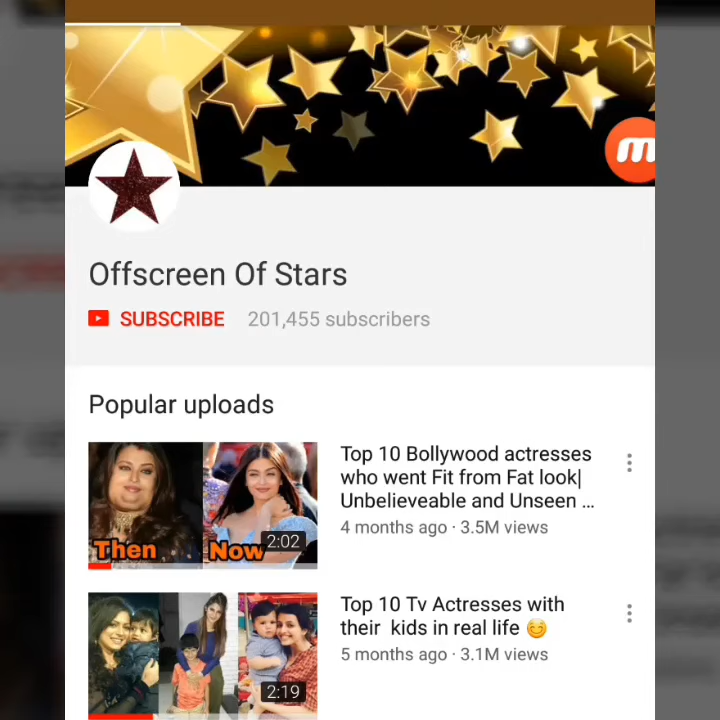 m
Offscreen Of Stars
SUBSCRIBE 201,455 subscribers
Popular uploads
Top 10 Bollywood actresses
who went Fit from Fat look|
Unbelieveable and Unseen ...
4 months ago · 3.5M views
Then Now 2:02
Top 10 Tv Actresses with
their kids in real life 😊
5 months ago · 3.1M views
2:19